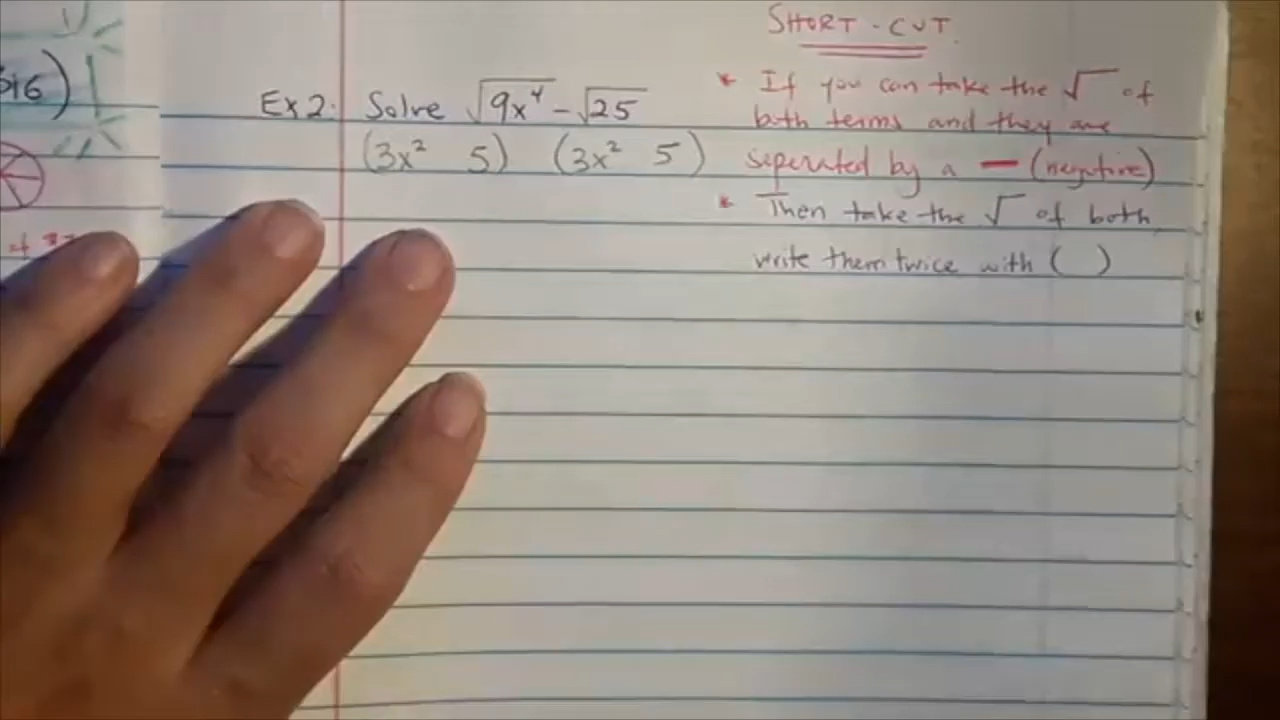 SHORT-CUT.
Ex 2: Solve √9x⁴ - √25
(3x² 5) (3x² 5)
* If you can take the √ of
both terms and they are
seperated by a — (negative)
* Then take the √ of both,
write them twice with ( )